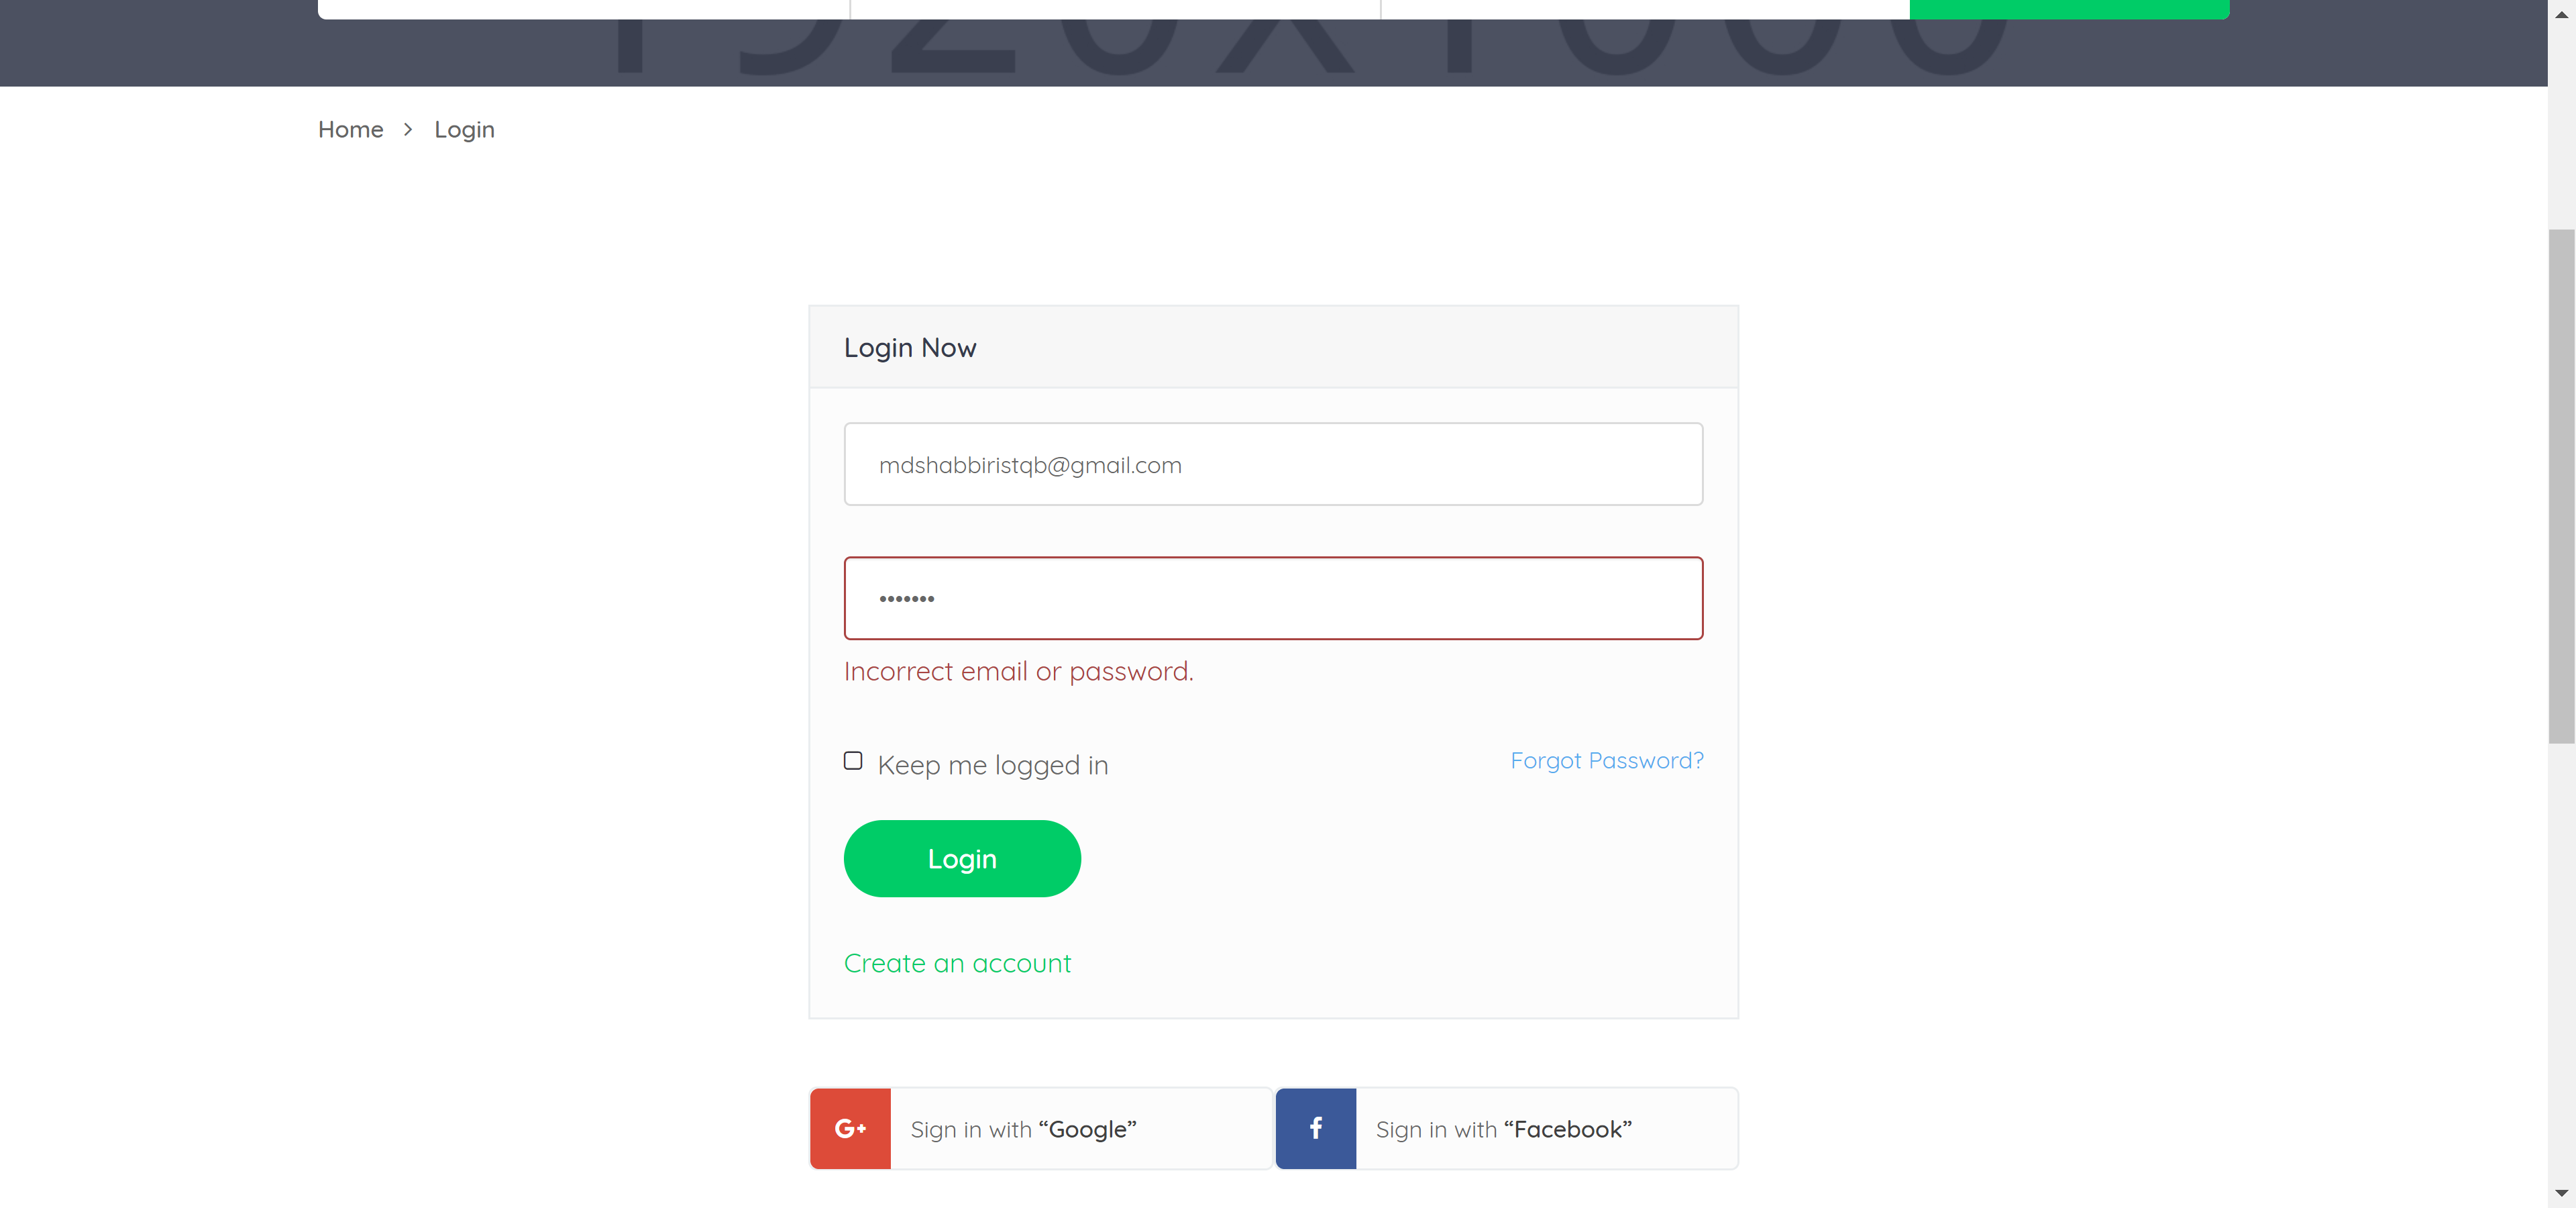 Home > Login
Login Now
mdshabbiristqb@gmail.com
•••••••
Incorrect email or password.
Keep me logged in
Forgot Password?
Login
Create an account
G+ Sign in with “Google”
f Sign in with “Facebook”